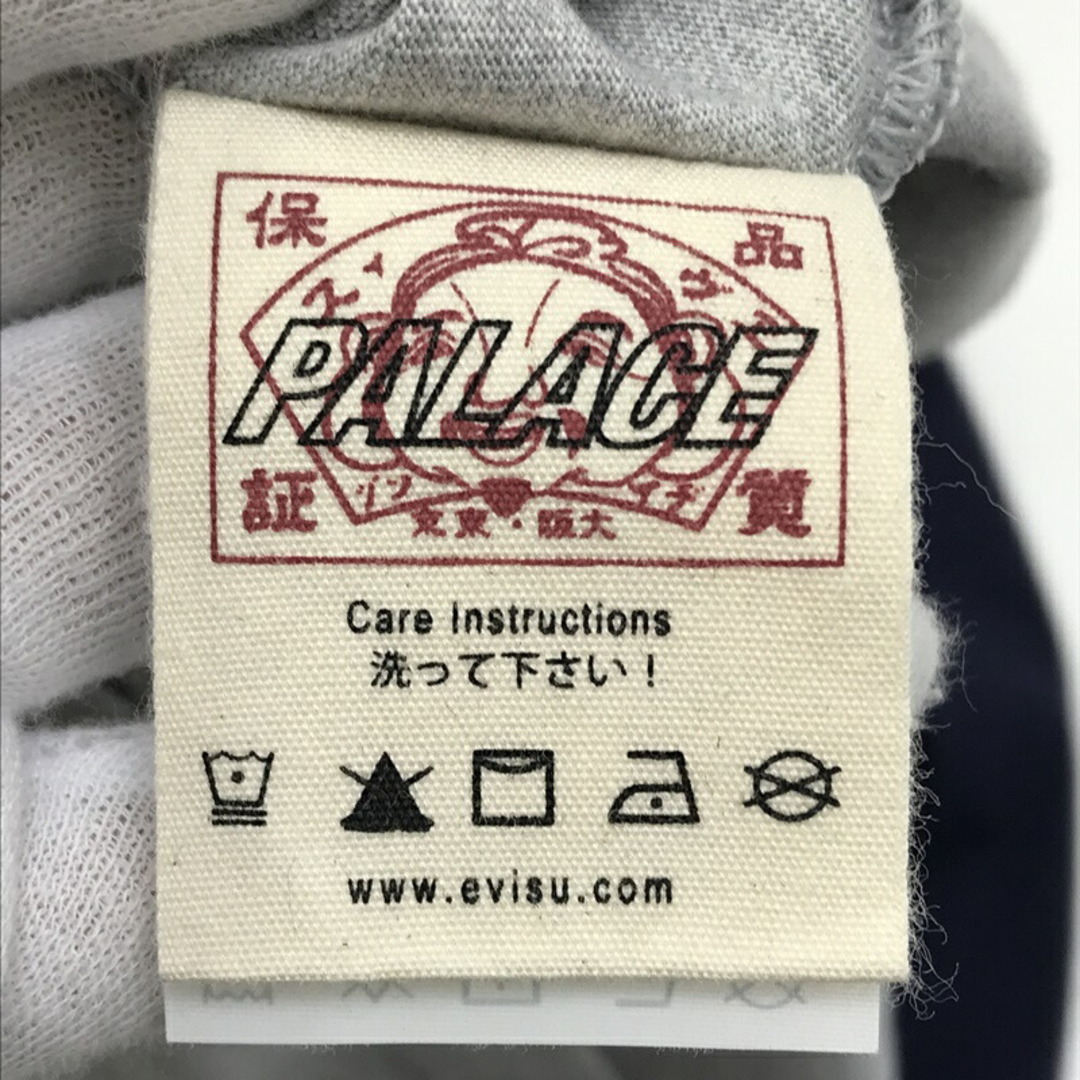 保 品
PALACE
証 質
京東・阪大
Care Instructions
洗って下さい！
www.evisu.com